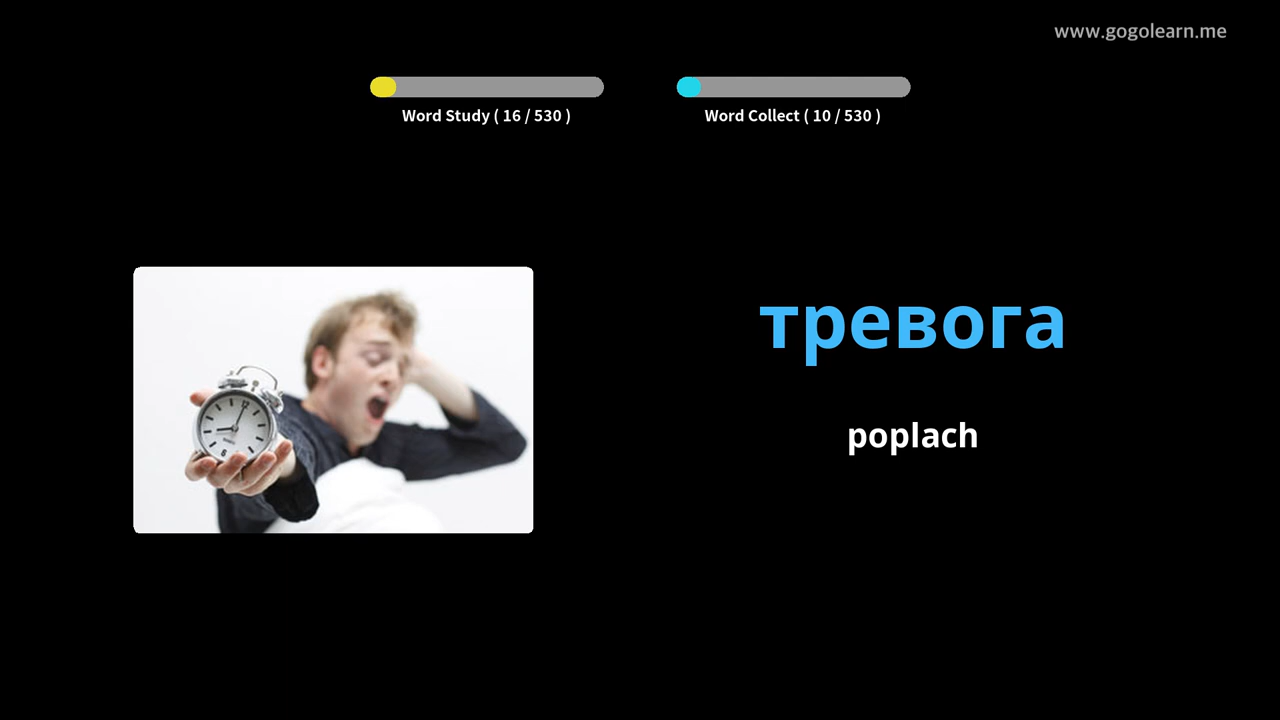 www.gogolearn.me
Word Study ( 16 / 530 )
Word Collect ( 10 / 530 )
тревога
poplach